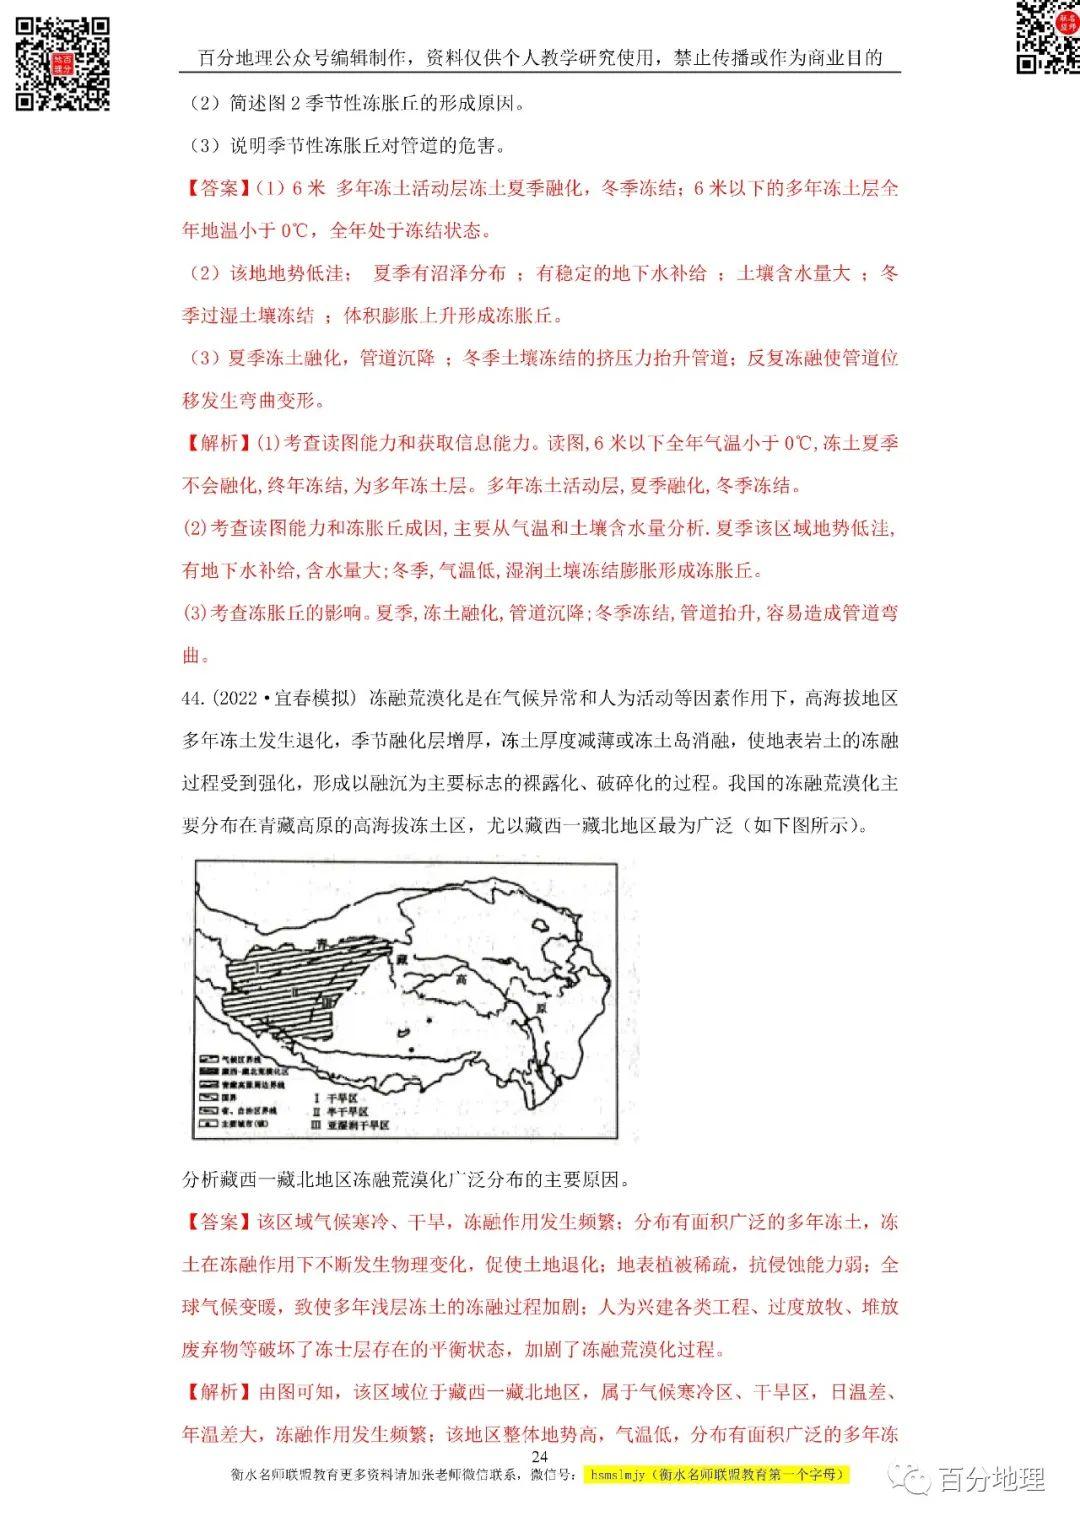 百分地理公众号编辑制作，资料仅供个人教学研究使用，禁止传播或作为商业目的
（2）简述图 2 季节性冻胀丘的形成原因。
（3）说明季节性冻胀丘对管道的危害。
【答案】（1）6 米 多年冻土活动层冻土夏季融化，冬季冻结；6 米以下的多年冻土层全
年地温小于 0℃，全年处于冻结状态。
（2）该地地势低洼； 夏季有沼泽分布 ；有稳定的地下水补给 ；土壤含水量大 ；冬
季过湿土壤冻结 ；体积膨胀上升形成冻胀丘。
（3）夏季冻土融化，管道沉降 ；冬季土壤冻结的挤压力抬升管道；反复冻融使管道位
移发生弯曲变形。
【解析】(1)考查读图能力和获取信息能力。读图,6 米以下全年气温小于 0℃,冻土夏季
不会融化,终年冻结,为多年冻土层。多年冻土活动层,夏季融化,冬季冻结。
(2)考查读图能力和冻胀丘成因,主要从气温和土壤含水量分析.夏季该区域地势低洼,
有地下水补给,含水量大;冬季,气温低,湿润土壤冻结膨胀形成冻胀丘。
(3)考查冻胀丘的影响。夏季,冻土融化,管道沉降;冬季冻结,管道抬升,容易造成管道弯
曲。
44.(2022·宜春模拟) 冻融荒漠化是在气候异常和人为活动等因素作用下，高海拔地区
多年冻土发生退化，季节融化层增厚，冻土厚度减薄或冻土岛消融，使地表岩土的冻融
过程受到强化，形成以融沉为主要标志的裸露化、破碎化的过程。我国的冻融荒漠化主
要分布在青藏高原的高海拔冻土区，尤以藏西一藏北地区最为广泛（如下图所示）。
青
藏
高
原
I
II
III
气候区界线
藏西-藏北荒漠化区
青藏高原周边界线
国界
省、自治区界线
主要城市(镇)
I 干旱区
II 半干旱区
III 亚湿润干旱区
分析藏西一藏北地区冻融荒漠化广泛分布的主要原因。
【答案】该区域气候寒冷、干旱，冻融作用发生频繁；分布有面积广泛的多年冻土，冻
土在冻融作用下不断发生物理变化，促使土地退化；地表植被稀疏，抗侵蚀能力弱；全
球气候变暖，致使多年浅层冻土的冻融过程加剧；人为兴建各类工程、过度放牧、堆放
废弃物等破坏了冻士层存在的平衡状态，加剧了冻融荒漠化过程。
【解析】由图可知，该区域位于藏西一藏北地区，属于气候寒冷区、干旱区，日温差、
年温差大，冻融作用发生频繁；该地区整体地势高，气温低，分布有面积广泛的多年冻
24
衡水名师联盟教育更多资料请加张老师微信联系，微信号： hsmslmjy（衡水名师联盟教育第一个字母）
百分地理